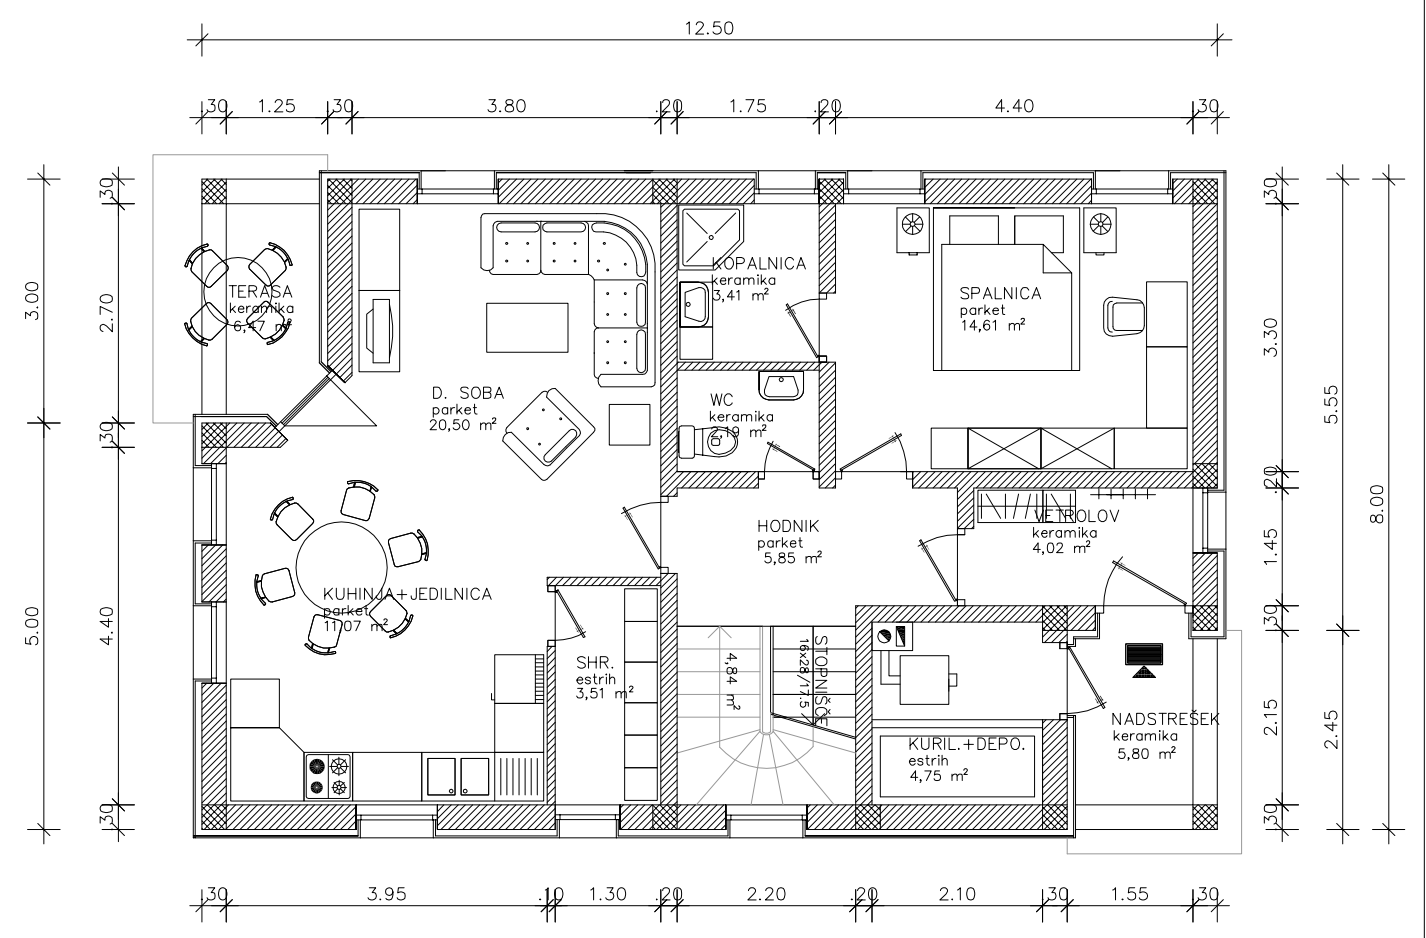 12.50
.30 1.25 .30 3.80 .20 1.75 .20 4.40 .30
.30
2.70
.30
4.40
.30
3.00
5.00
TERASA
keramika
6,47 m²
D. SOBA
parket
20,50 m²
KOPALNICA
keramika
3,41 m²
WC
keramika
2,19 m²
SPALNICA
parket
14,61 m²
HODNIK
parket
5,85 m²
VETROLOV
keramika
4,02 m²
KUHINJA+JEDILNICA
parket
11,07 m²
SHR.
estrih
3,51 m²
STOPNIŠČE
16x28/17.5
4,84 m²
KURIL.+DEPO.
estrih
4,75 m²
NADSTREŠEK
keramika
5,80 m²
.30
3.30
.20
1.45
.30
2.15
.30
5.55
2.45
8.00
.30 3.95 .10 1.30 .20 2.20 .20 2.10 .30 1.55 .30